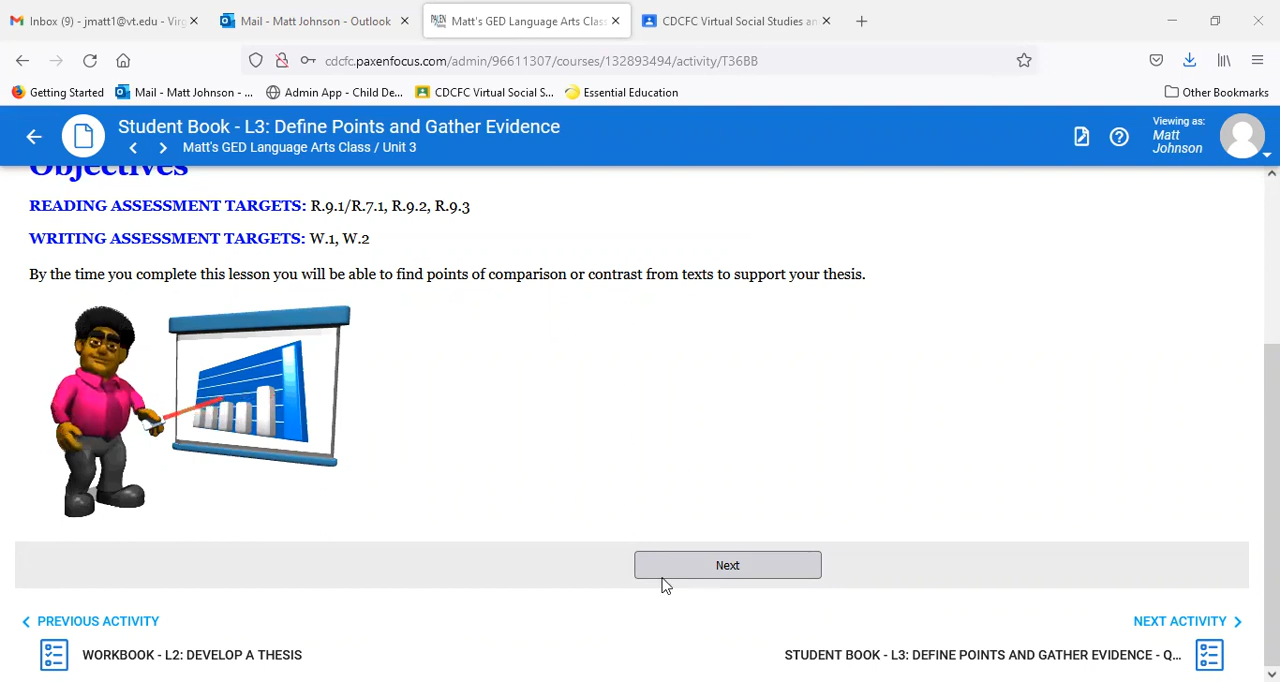 Inbox (9) - jmatt1@vt.edu - Virg
Mail - Matt Johnson - Outlook
PAXEN
Matt's GED Language Arts Clas
CDCFC Virtual Social Studies an
cdcfc.paxenfocus.com/admin/96611307/courses/132893494/activity/T36BB
Getting Started
Mail - Matt Johnson - ...
Admin App - Child De...
CDCFC Virtual Social S...
Essential Education
Other Bookmarks
Student Book - L3: Define Points and Gather Evidence
Matt's GED Language Arts Class / Unit 3
Viewing as:
Matt
Johnson
Objectives
READING ASSESSMENT TARGETS: R.9.1/R.7.1, R.9.2, R.9.3
WRITING ASSESSMENT TARGETS: W.1, W.2
By the time you complete this lesson you will be able to find points of comparison or contrast from texts to support your thesis.
Next
PREVIOUS ACTIVITY
NEXT ACTIVITY
WORKBOOK - L2: DEVELOP A THESIS
STUDENT BOOK - L3: DEFINE POINTS AND GATHER EVIDENCE - Q...